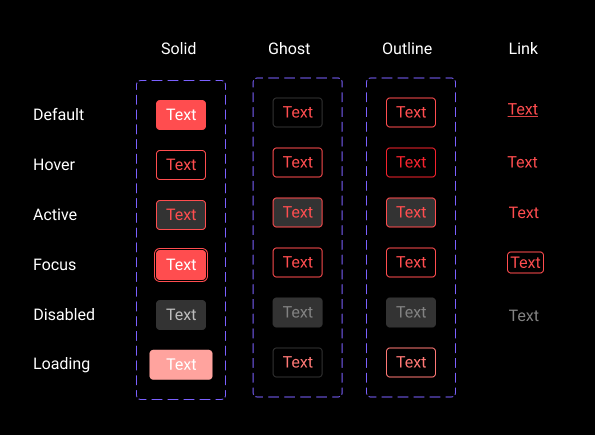 Solid Ghost Outline Link
Default Text Text Text Text
Hover Text Text Text Text
Active Text Text Text Text
Focus Text Text Text Text
Disabled Text Text Text Text
Loading Text Text Text